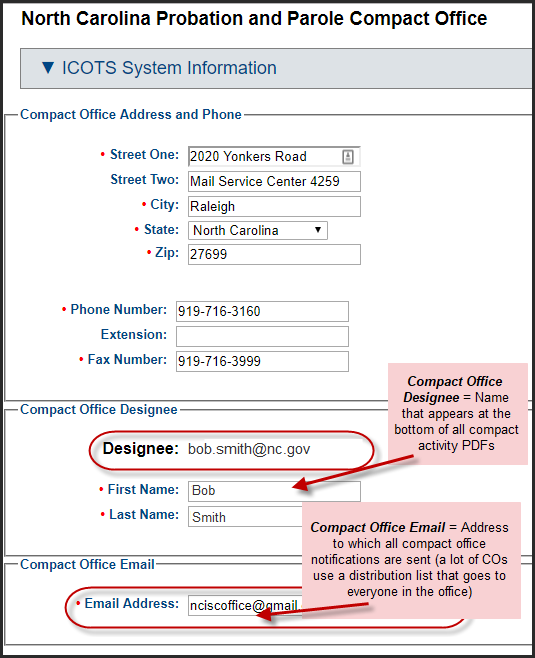 North Carolina Probation and Parole Compact Office
▼ ICOTS System Information
Compact Office Address and Phone
• Street One: 2020 Yonkers Road
Street Two: Mail Service Center 4259
• City: Raleigh
• State: North Carolina ▼
• Zip: 27699
• Phone Number: 919-716-3160
Extension:
• Fax Number: 919-716-3999
Compact Office
Designee = Name
that appears at the
bottom of all compact
activity PDFs
Compact Office Designee
Designee: bob.smith@nc.gov
• First Name: Bob
• Last Name: Smith
Compact Office Email = Address
to which all compact office
notifications are sent (a lot of COs
use a distribution list that goes to
everyone in the office)
Compact Office Email
• Email Address: nciscoffice@gmail